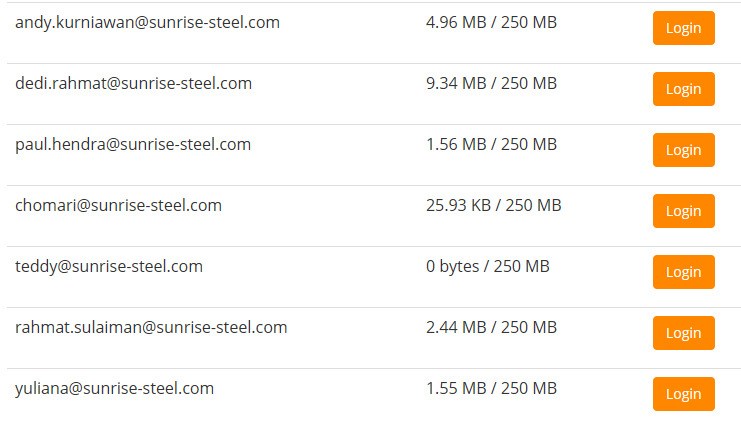 andy.kurniawan@sunrise-steel.com 4.96 MB / 250 MB Login
dedi.rahmat@sunrise-steel.com 9.34 MB / 250 MB Login
paul.hendra@sunrise-steel.com 1.56 MB / 250 MB Login
chomari@sunrise-steel.com 25.93 KB / 250 MB Login
teddy@sunrise-steel.com 0 bytes / 250 MB Login
rahmat.sulaiman@sunrise-steel.com 2.44 MB / 250 MB Login
yuliana@sunrise-steel.com 1.55 MB / 250 MB Login